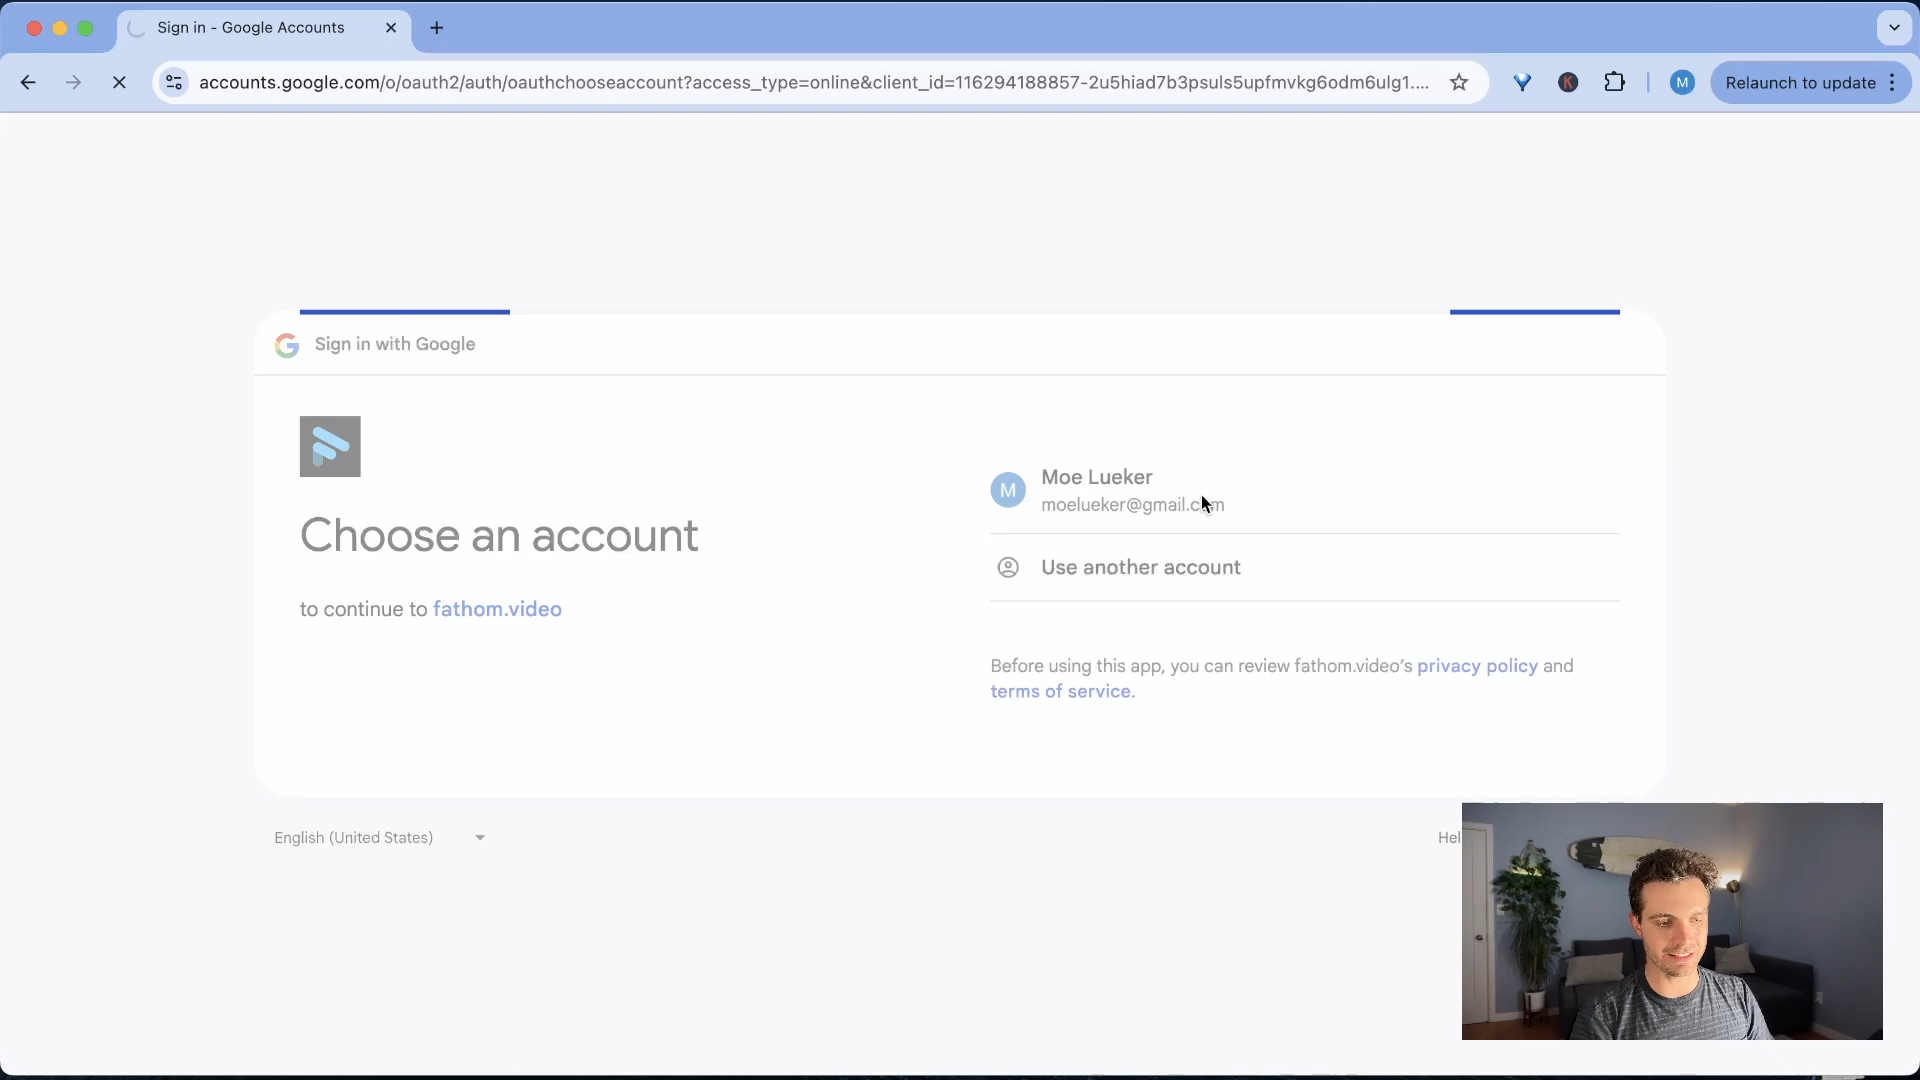 Sign in - Google Accounts
accounts.google.com/o/oauth2/auth/oauthchooseaccount?access_type=online&client_id=116294188857-2u5hiad7b3psuls5upfmvkg6odm6ulg1....
K
M
Relaunch to update
Sign in with Google
Choose an account
to continue to fathom.video
M
Moe Lueker
moelueker@gmail.com
Use another account
Before using this app, you can review fathom.video's privacy policy and
terms of service.
English (United States)
Hel